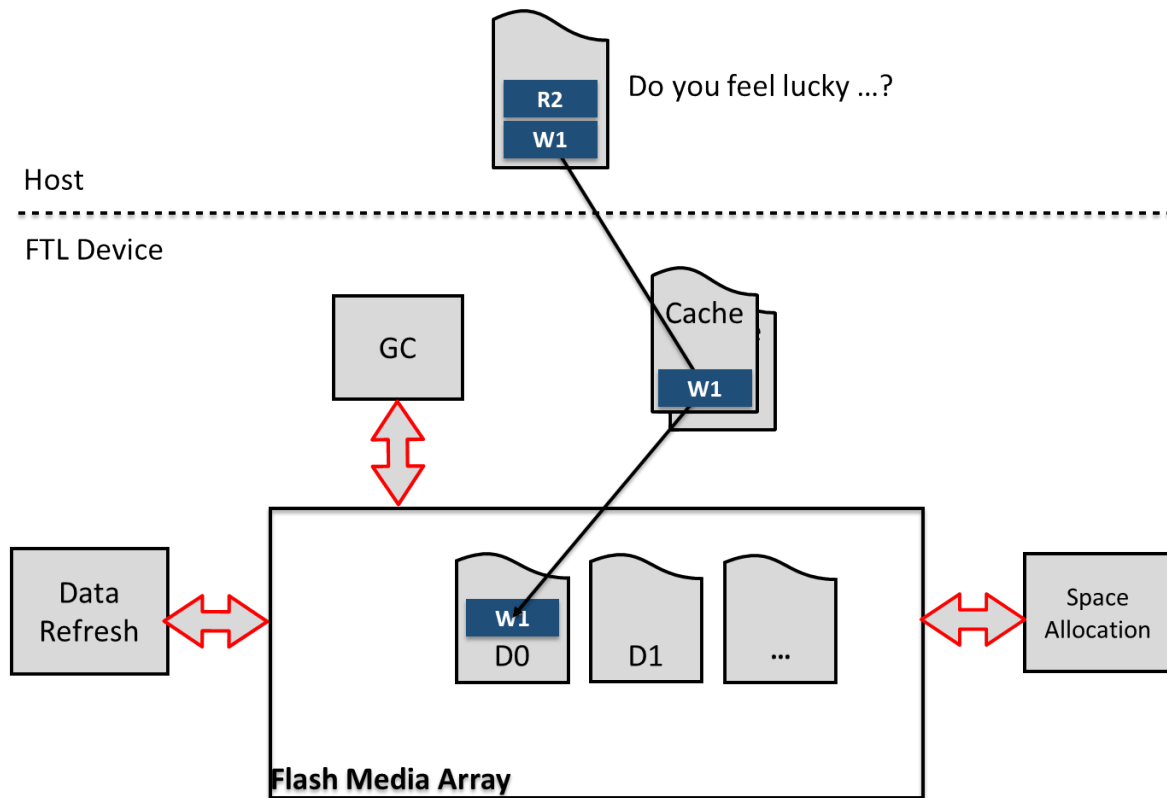 Do you feel lucky ...?
R2
W1
Host
FTL Device
Cache
GC
W1
Data
Refresh
W1
D0
D1
...
Space
Allocation
Flash Media Array